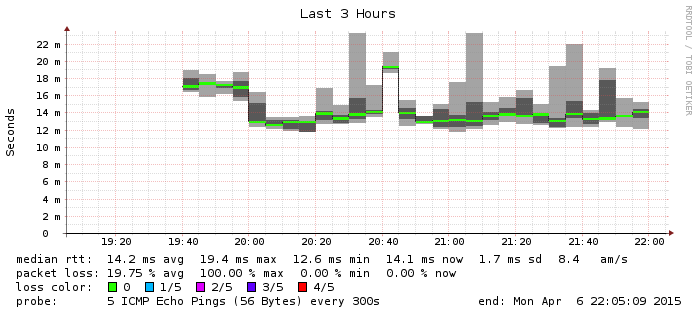 Last 3 Hours
RRDTOOL / TOBI OETIKER
Seconds
22 m
20 m
18 m
16 m
14 m
12 m
10 m
8 m
6 m
4 m
2 m
0
19:20 19:40 20:00 20:20 20:40 21:00 21:20 21:40 22:00
median rtt: 14.2 ms avg 19.4 ms max 12.6 ms min 14.1 ms now 1.7 ms sd 8.4 am/s
packet loss: 19.75 % avg 100.00 % max 0.00 % min 0.00 % now
loss color: 0 1/5 2/5 3/5 4/5
probe: 5 ICMP Echo Pings (56 Bytes) every 300s end: Mon Apr 6 22:05:09 2015